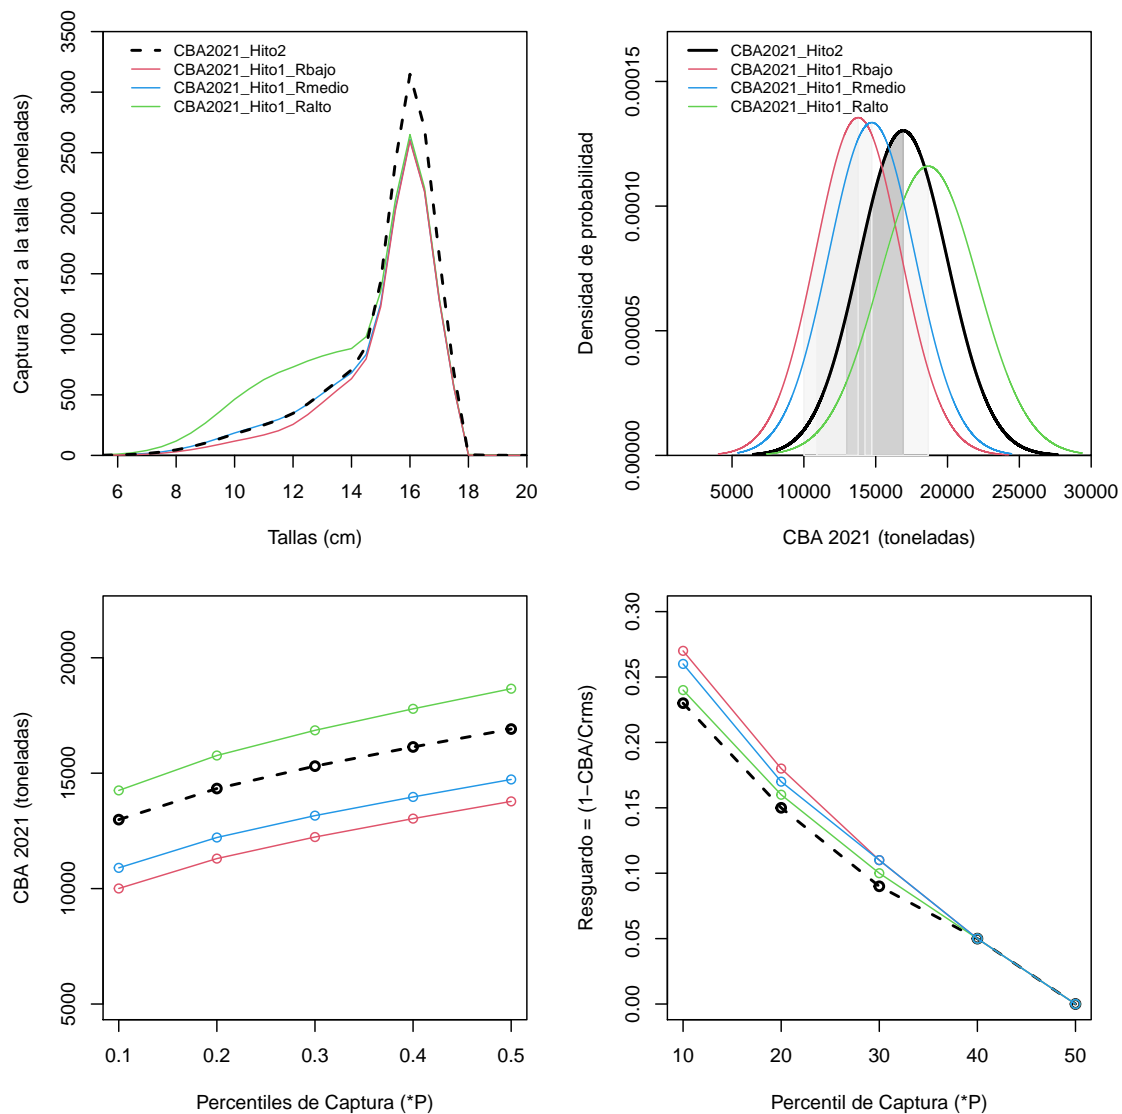 CBA2021_Hito2
CBA2021_Hito1_Rbajo
CBA2021_Hito1_Rmedio
CBA2021_Hito1_Ralto
Captura 2021 a la talla (toneladas)
0 500 1000 1500 2000 2500 3000 3500
6 8 10 12 14 16 18 20
Tallas (cm)
CBA2021_Hito2
CBA2021_Hito1_Rbajo
CBA2021_Hito1_Rmedio
CBA2021_Hito1_Ralto
Densidad de probabilidad
0.00000 0.00005 0.00010 0.00015
5000 10000 15000 20000 25000 30000
CBA 2021 (toneladas)
CBA 2021 (toneladas)
5000 10000 15000 20000
0.1 0.2 0.3 0.4 0.5
Percentiles de Captura (*P)
Resguardo = (1−CBA/Crms)
0.00 0.05 0.10 0.15 0.20 0.25 0.30
10 20 30 40 50
Percentil de Captura (*P)